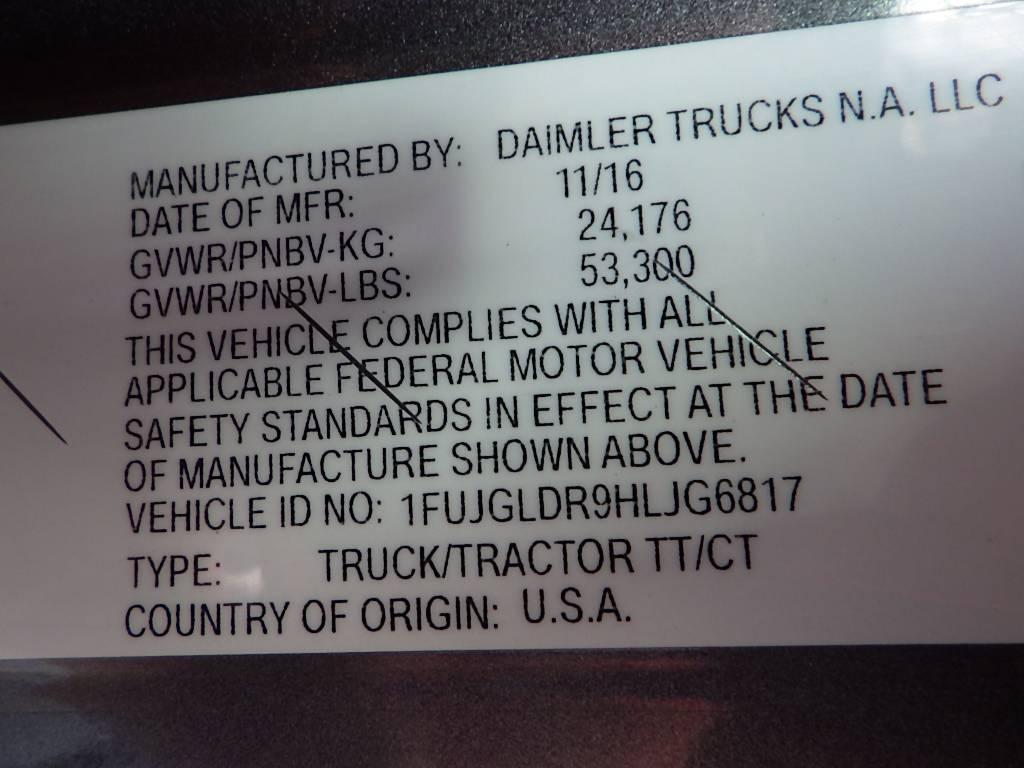 MANUFACTURED BY: DAIMLER TRUCKS N.A. LLC
DATE OF MFR: 11/16
GVWR/PNBV-KG: 24,176
GVWR/PNBV-LBS: 53,300
THIS VEHICLE COMPLIES WITH ALL
APPLICABLE FEDERAL MOTOR VEHICLE
SAFETY STANDARDS IN EFFECT AT THE DATE
OF MANUFACTURE SHOWN ABOVE.
VEHICLE ID NO: 1FUJGLDR9HLJG6817
TYPE: TRUCK/TRACTOR TT/CT
COUNTRY OF ORIGIN: U.S.A.